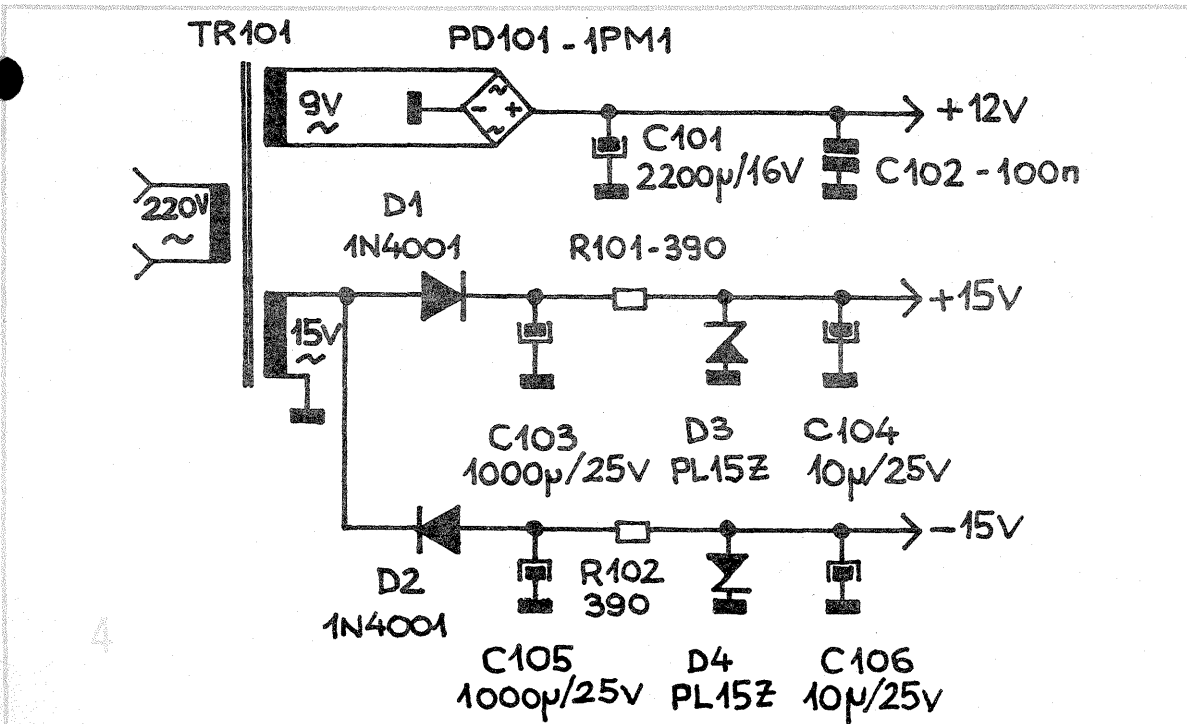 TR101
PD101 - 1PM1
9V
~
~
- +
~
+12V
C101
2200µ/16V
C102 - 100n
220V
~
D1
1N4001
R101-390
+15V
15V
~
C103
1000µ/25V
D3
PL15Z
C104
10µ/25V
-15V
D2
1N4001
R102
390
C105
1000µ/25V
D4
PL15Z
C106
10µ/25V
4